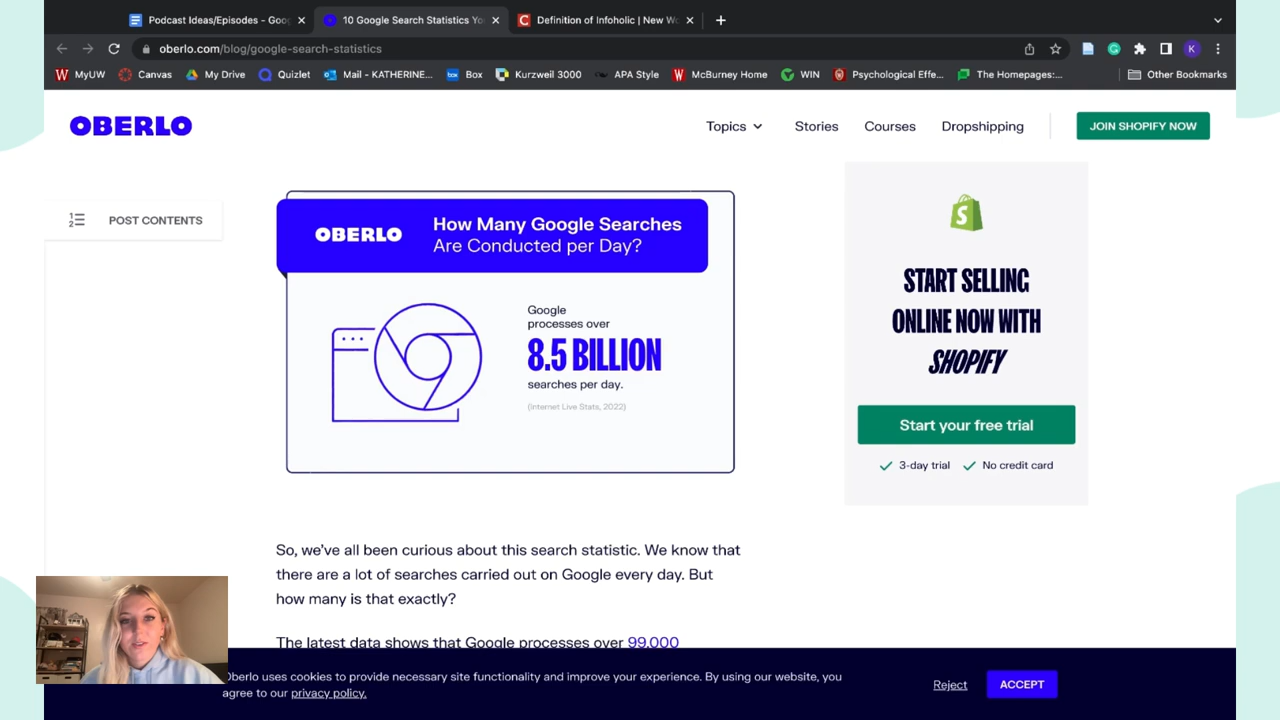 Podcast Ideas/Episodes - Goog
10 Google Search Statistics Yo
Definition of Infoholic | New Wo
oberlo.com/blog/google-search-statistics
K
MyUW
Canvas
My Drive
Quizlet
Mail - KATHERINE...
Box
Kurzweil 3000
APA Style
McBurney Home
WIN
Psychological Effe...
The Homepages:...
Other Bookmarks
OBERLO
Topics
Stories
Courses
Dropshipping
JOIN SHOPIFY NOW
POST CONTENTS
OBERLO
How Many Google Searches
Are Conducted per Day?
Google
processes over
8.5 BILLION
searches per day.
(Internet Live Stats, 2022)
START SELLING
ONLINE NOW WITH
SHOPIFY
Start your free trial
3-day trial
No credit card
So, we've all been curious about this search statistic. We know that
there are a lot of searches carried out on Google every day. But
how many is that exactly?
The latest data shows that Google processes over 99,000
Oberlo uses cookies to provide necessary site functionality and improve your experience. By using our website, you
agree to our privacy policy.
Reject
ACCEPT